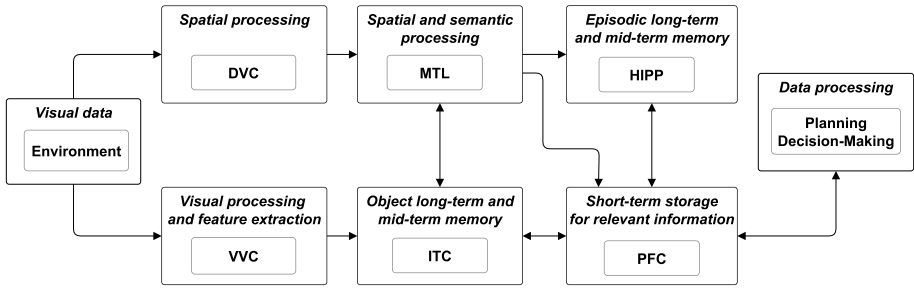 Visual data
Environment
Spatial processing
DVC
Spatial and semantic
processing
MTL
Episodic long-term
and mid-term memory
HIPP
Data processing
Planning
Decision-Making
Visual processing
and feature extraction
VVC
Object long-term and
mid-term memory
ITC
Short-term storage
for relevant information
PFC